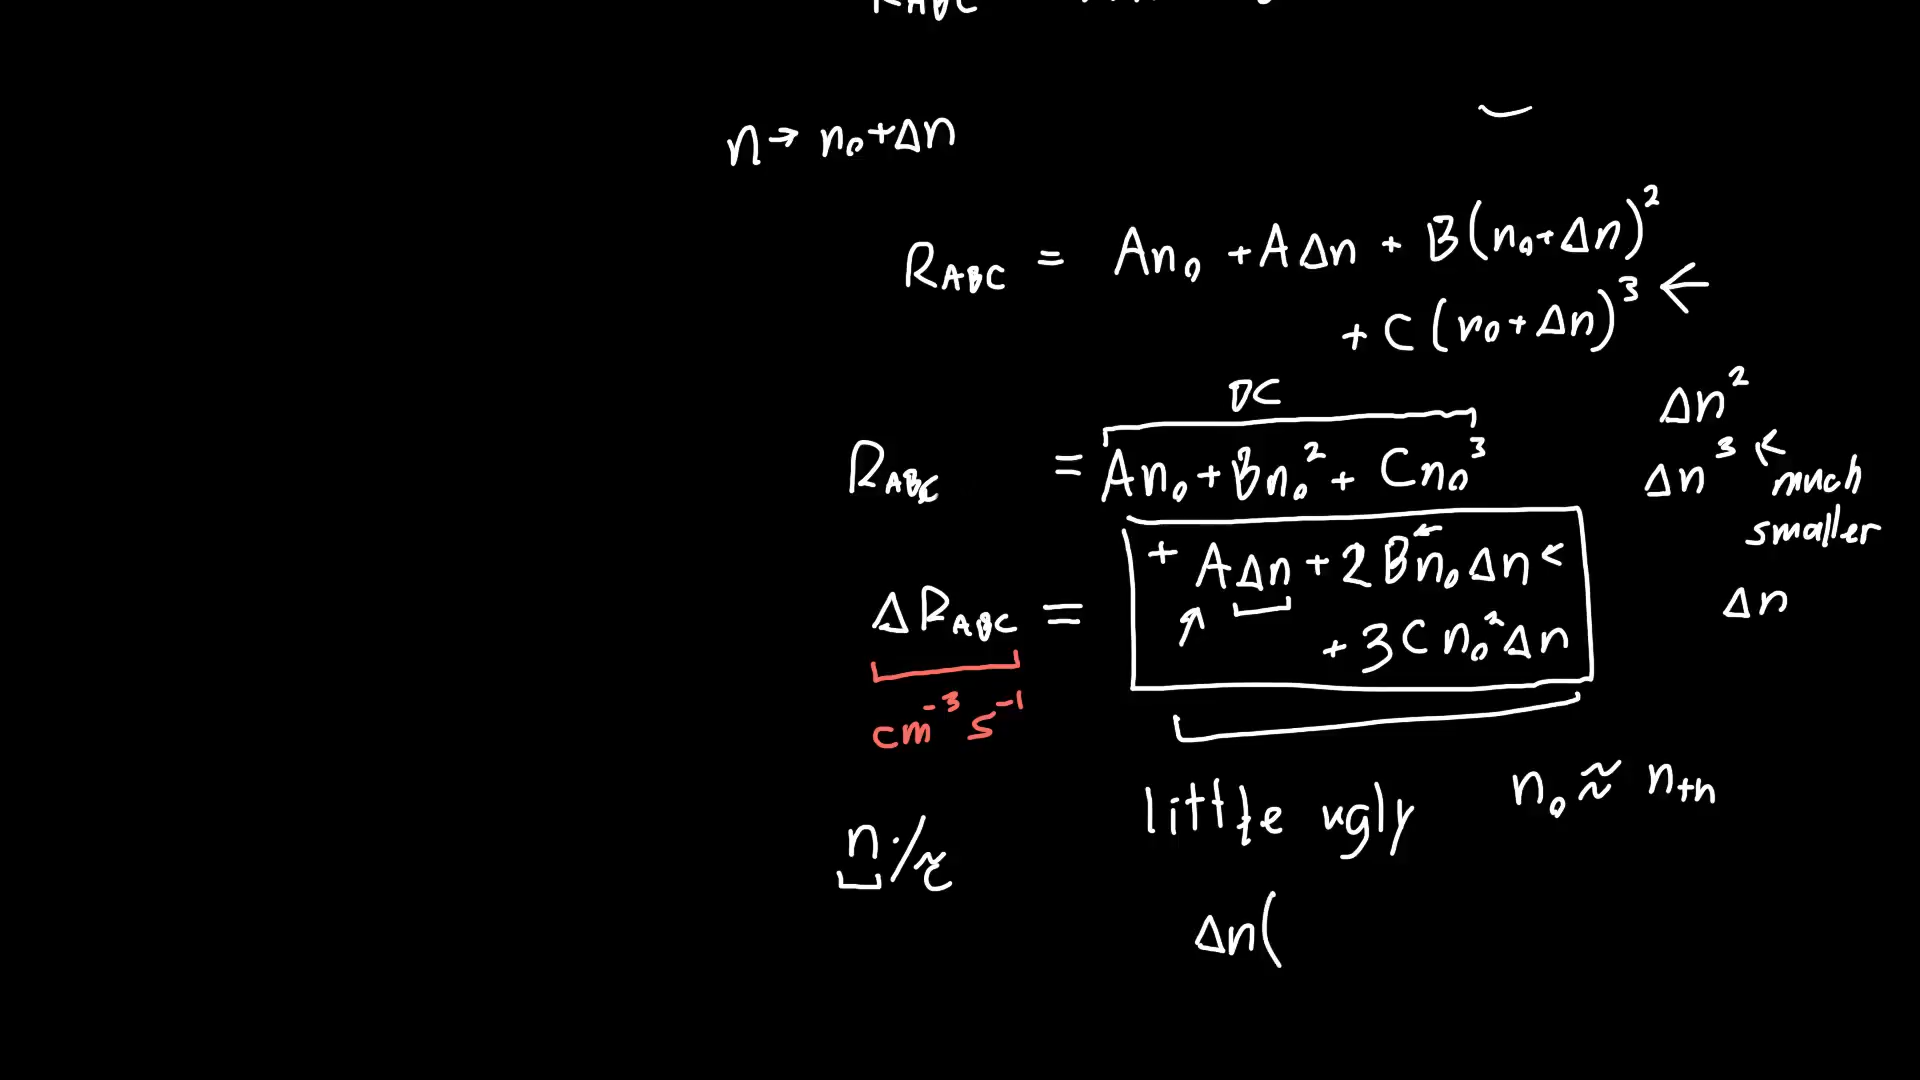 R_ABC
n → n₀+Δn
R_ABC = An₀ + AΔn + B(n₀+Δn)²
+ C(n₀+Δn)³ ←
DC
Δn²
R_ABC = An₀ + Bn₀² + Cn₀³
Δn³ ← much
smaller
+ AΔn + 2Bn₀Δn <
Δn
ΔR_ABC =
+ 3Cn₀²Δn
cm⁻³ s⁻¹
n₀ ≈ n_th
little ugly
n·/τ
Δn(